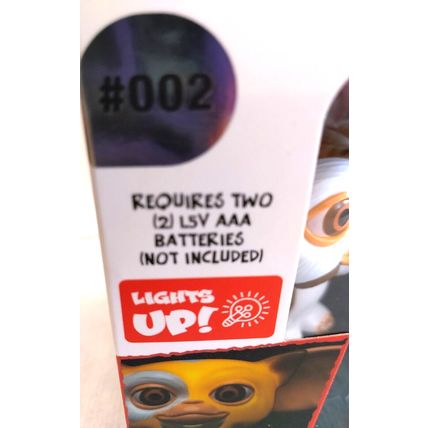 #002
REQUIRES TWO
(2) 1.5V AAA
BATTERIES
(NOT INCLUDED)
LIGHTS
UP!